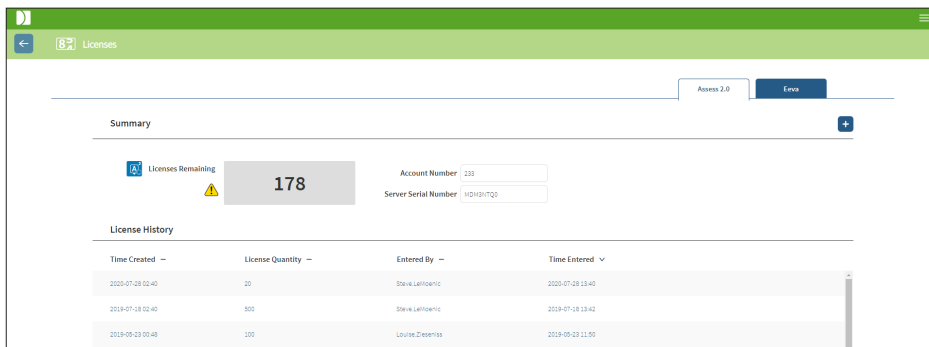 Licenses
Assess 2.0 Eeva
Summary
Licenses Remaining
178
Account Number 233
Server Serial Number MDM3NTQ0
License History
Time Created License Quantity Entered By Time Entered
2020-07-28 02:40 20 Steve.LeMoenic 2020-07-28 13:40
2019-07-18 02:40 500 Steve.LeMoenic 2019-07-18 13:42
2019-05-23 00:48 100 Louise.Zieseniss 2019-05-23 11:50